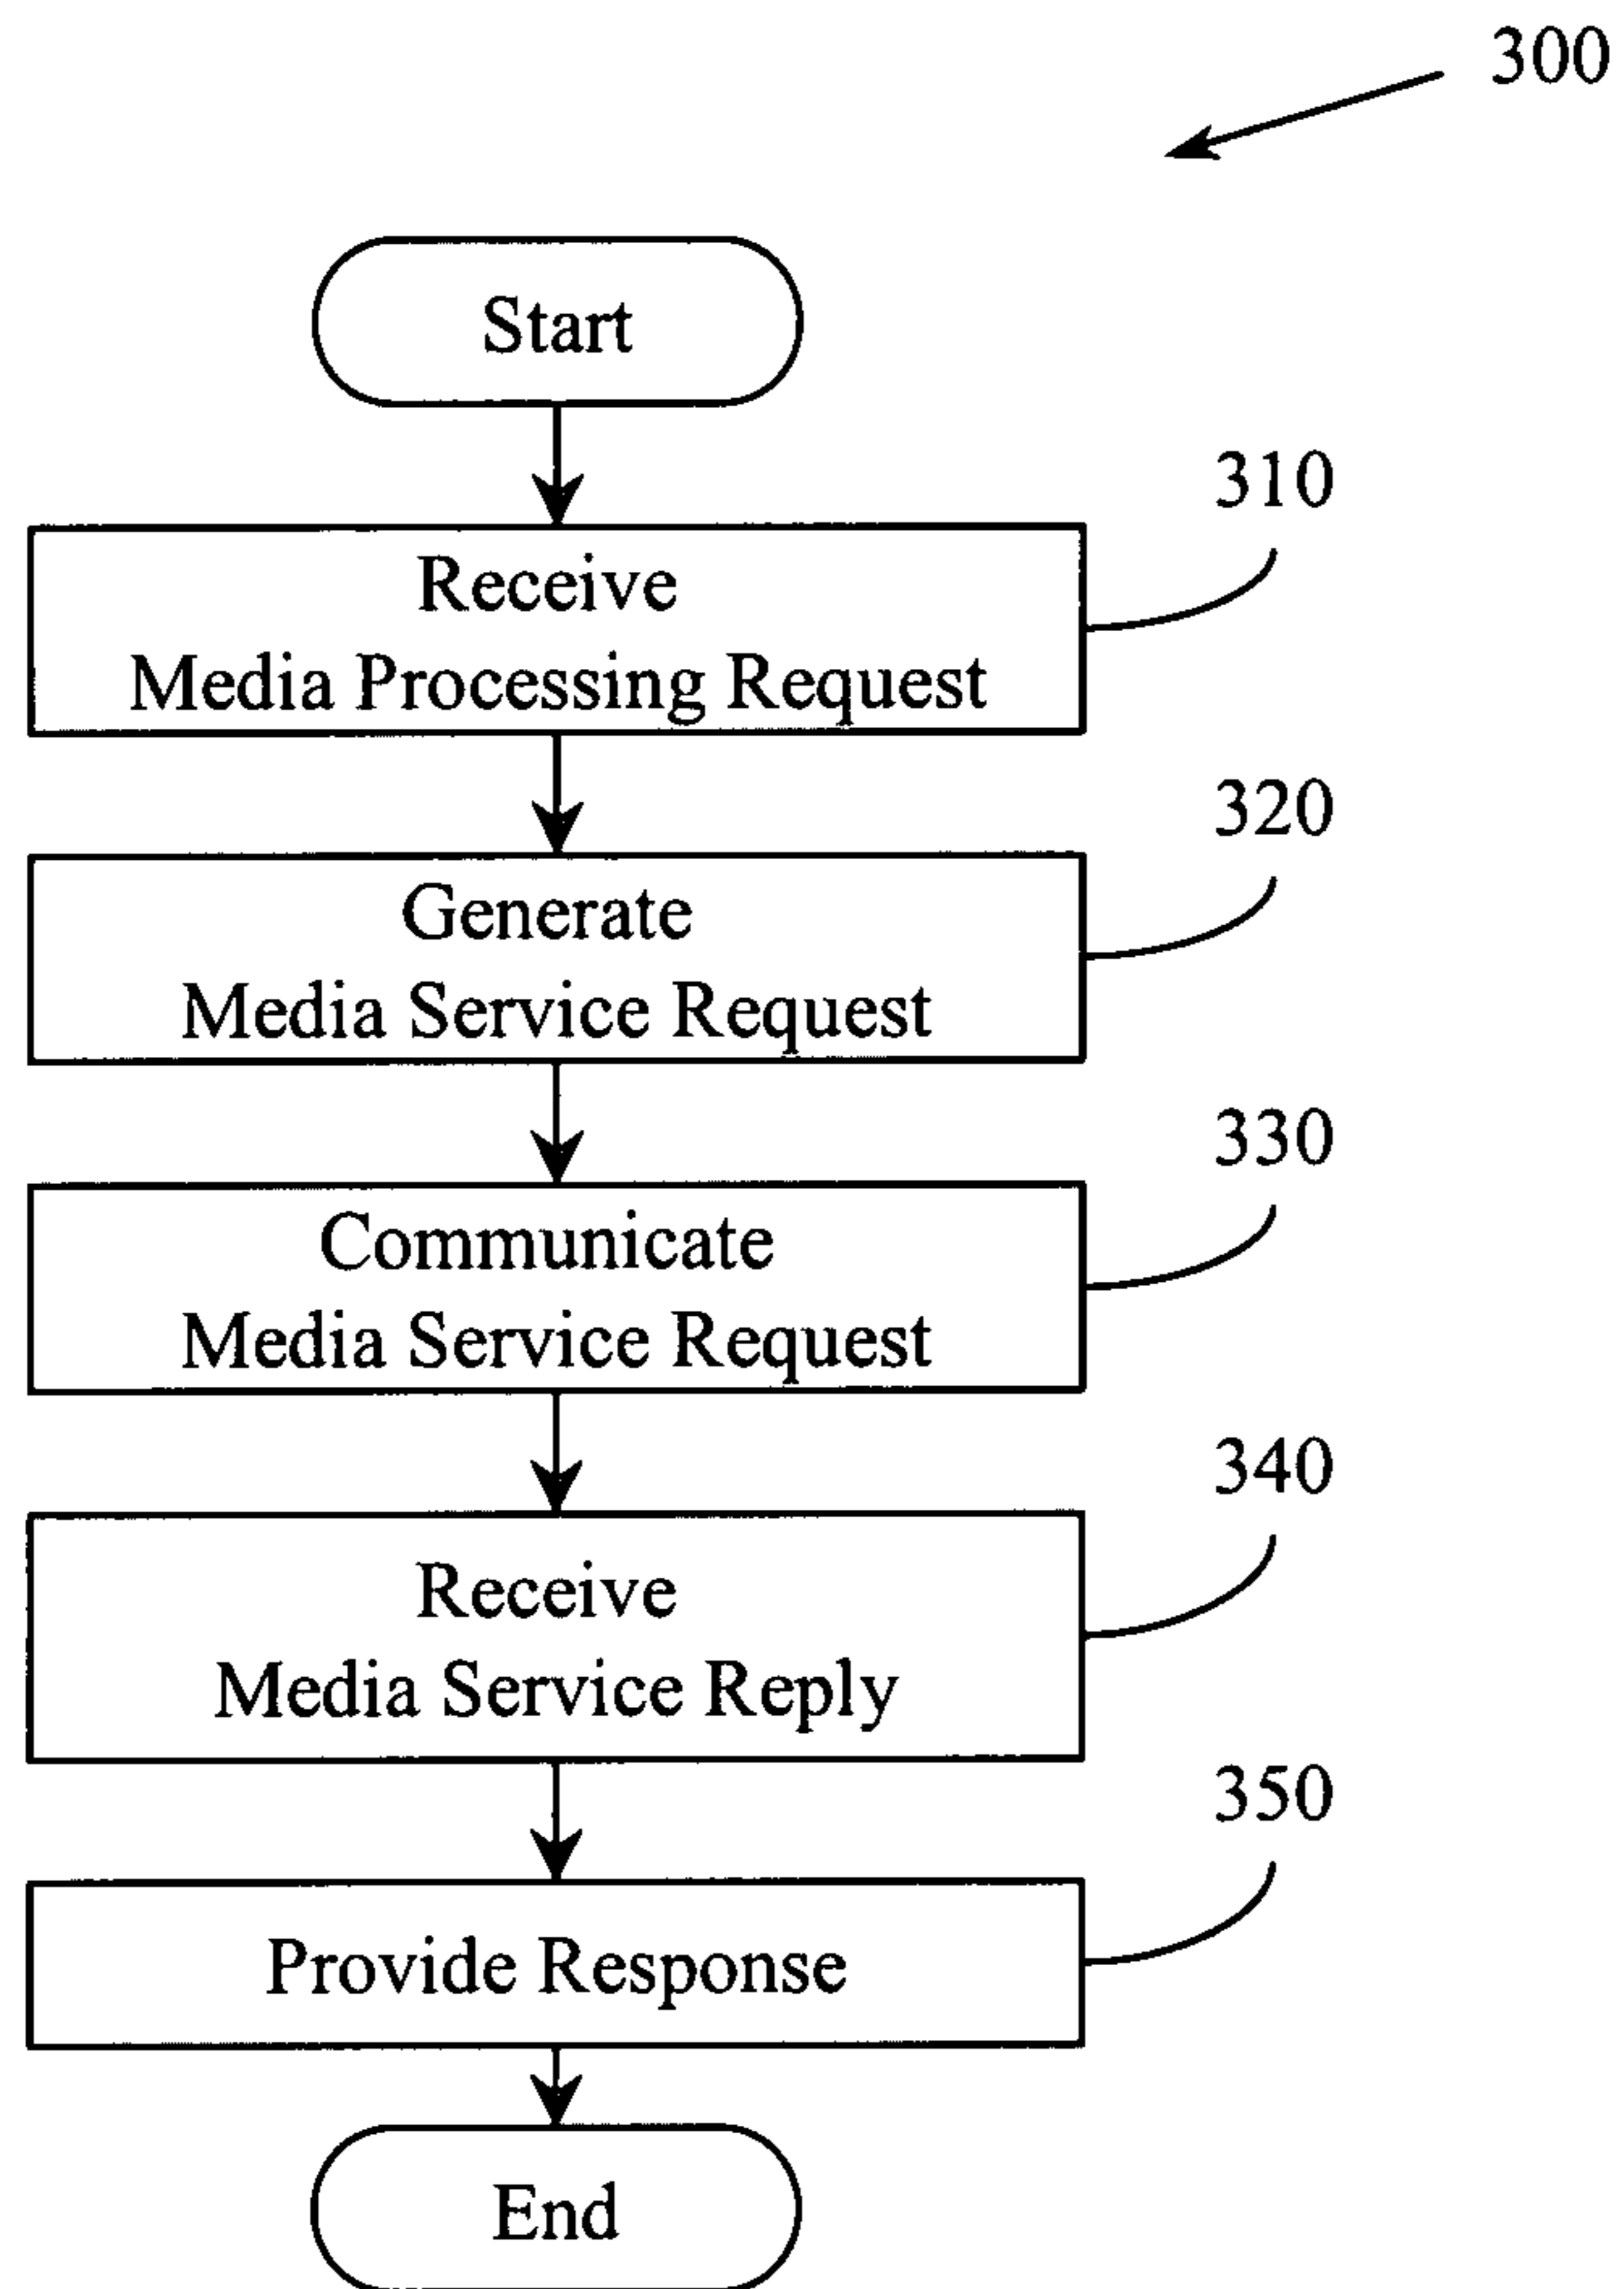 300
Start
310
Receive
Media Processing Request
320
Generate
Media Service Request
330
Communicate
Media Service Request
340
Receive
Media Service Reply
350
Provide Response
End